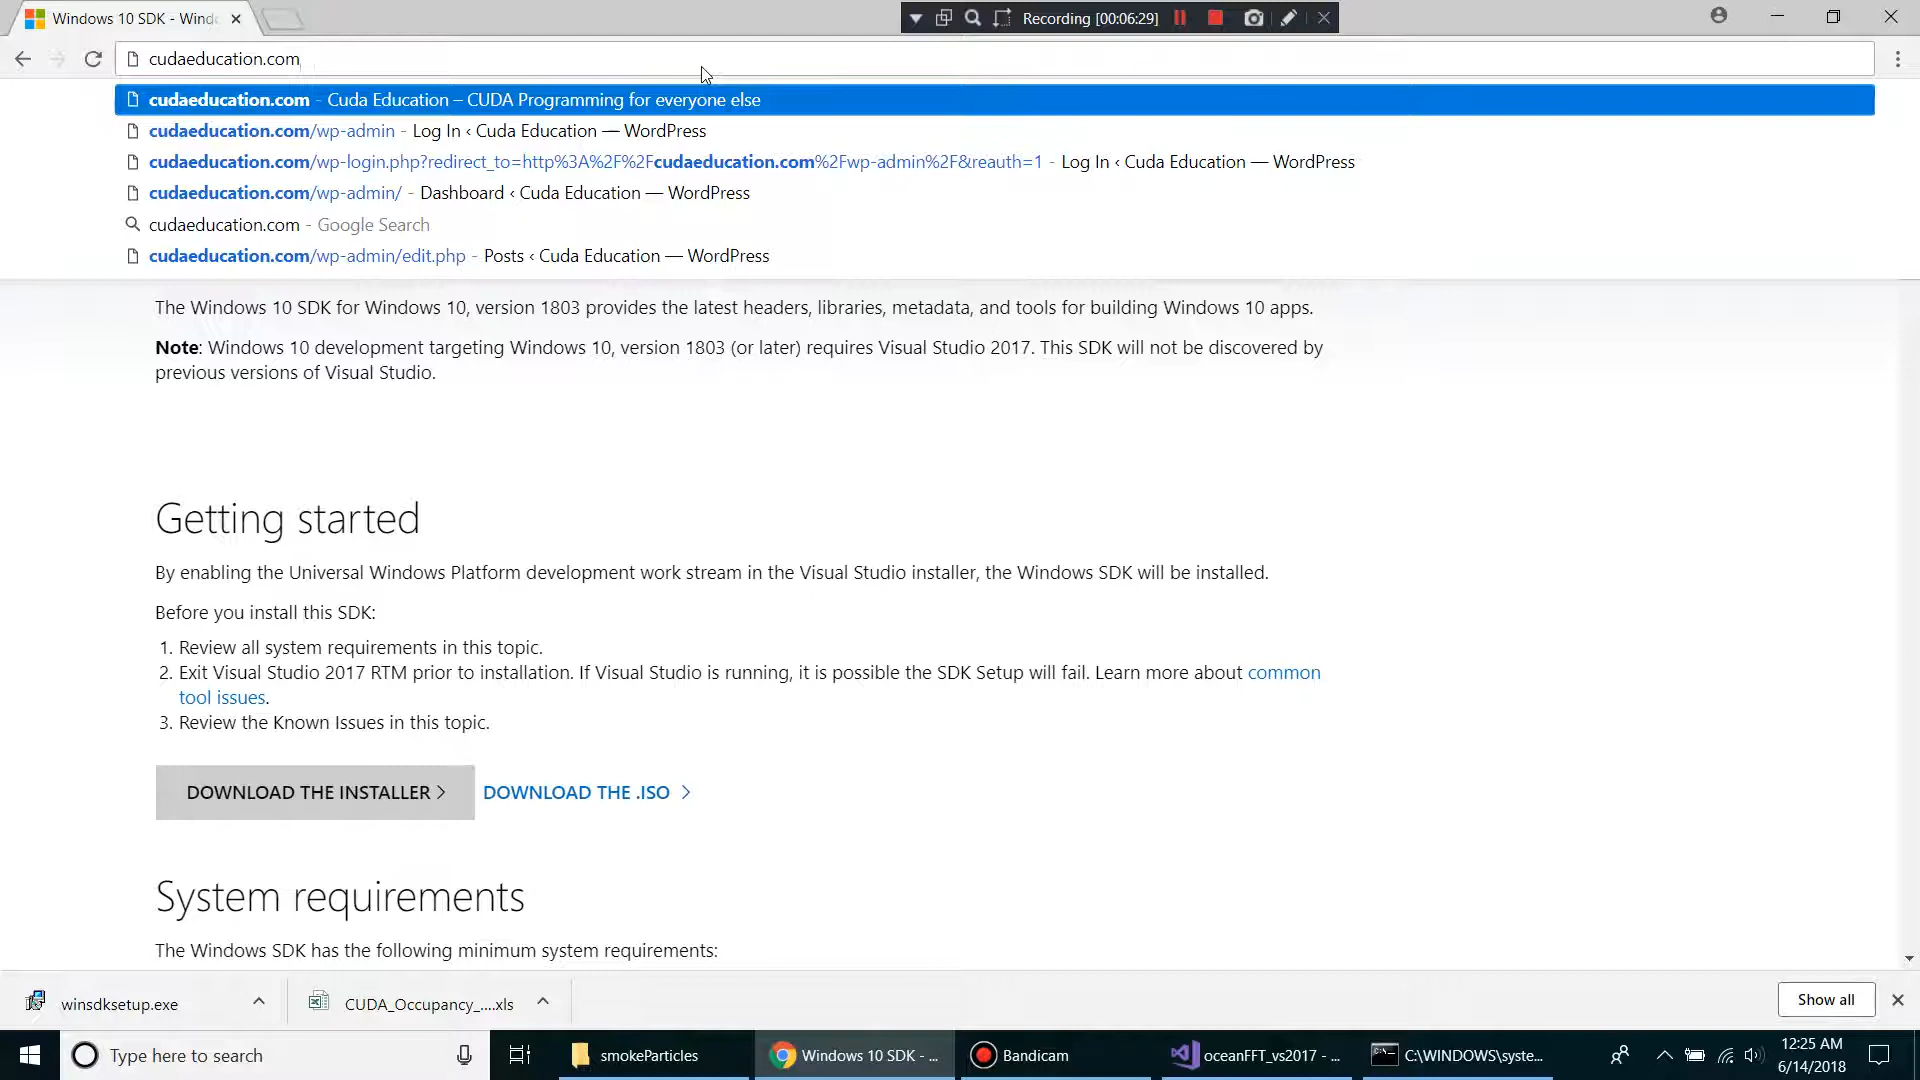 Windows 10 SDK - Windo
Recording [00:06:29]
cudaeducation.com
cudaeducation.com - Cuda Education – CUDA Programming for everyone else
cudaeducation.com/wp-admin - Log In ‹ Cuda Education — WordPress
cudaeducation.com/wp-login.php?redirect_to=http%3A%2F%2Fcudaeducation.com%2Fwp-admin%2F&reauth=1 - Log In ‹ Cuda Education — WordPress
cudaeducation.com/wp-admin/ - Dashboard ‹ Cuda Education — WordPress
cudaeducation.com - Google Search
cudaeducation.com/wp-admin/edit.php - Posts ‹ Cuda Education — WordPress
The Windows 10 SDK for Windows 10, version 1803 provides the latest headers, libraries, metadata, and tools for building Windows 10 apps.
Note: Windows 10 development targeting Windows 10, version 1803 (or later) requires Visual Studio 2017. This SDK will not be discovered by
previous versions of Visual Studio.
Getting started
By enabling the Universal Windows Platform development work stream in the Visual Studio installer, the Windows SDK will be installed.
Before you install this SDK:
1. Review all system requirements in this topic.
2. Exit Visual Studio 2017 RTM prior to installation. If Visual Studio is running, it is possible the SDK Setup will fail. Learn more about common
tool issues.
3. Review the Known Issues in this topic.
DOWNLOAD THE INSTALLER > DOWNLOAD THE .ISO >
System requirements
The Windows SDK has the following minimum system requirements:
winsdksetup.exe
CUDA_Occupancy_....xls
Show all
Type here to search
smokeParticles
Windows 10 SDK - ...
Bandicam
oceanFFT_vs2017 - ...
C:\WINDOWS\syste...
12:25 AM
6/14/2018